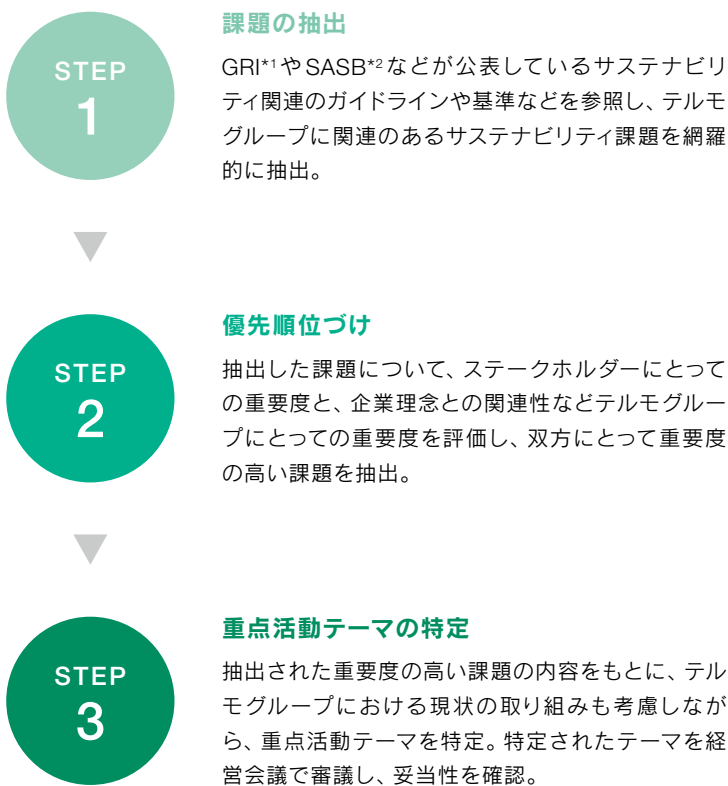 課題の抽出
STEP
1
GRI*1やSASB*2などが公表しているサステナビリ
ティ関連のガイドラインや基準などを参照し、テルモ
グループに関連のあるサステナビリティ課題を網羅
的に抽出。
優先順位づけ
STEP
2
抽出した課題について、ステークホルダーにとって
の重要度と、企業理念との関連性などテルモグルー
プにとっての重要度を評価し、双方にとって重要度
の高い課題を抽出。
重点活動テーマの特定
STEP
3
抽出された重要度の高い課題の内容をもとに、テル
モグループにおける現状の取り組みも考慮しなが
ら、重点活動テーマを特定。特定されたテーマを経
営会議で審議し、妥当性を確認。